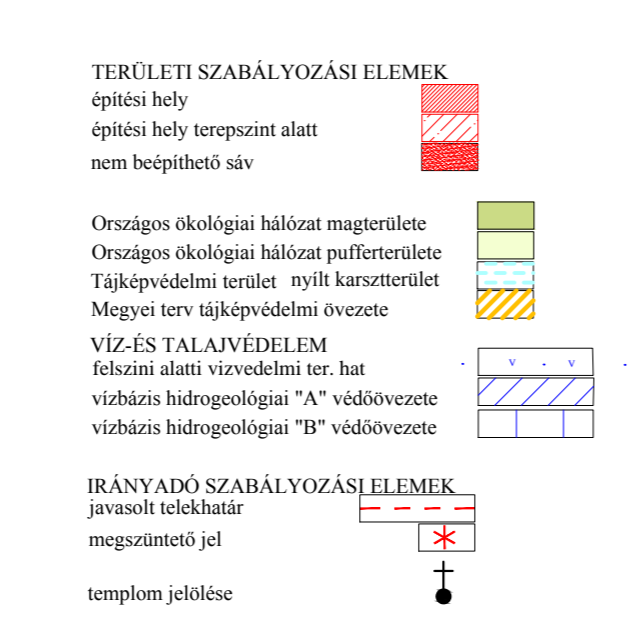 TERÜLETI SZABÁLYOZÁSI ELEMEK
építési hely
építési hely terepszint alatt
nem beépíthető sáv
Országos ökológiai hálózat magterülete
Országos ökológiai hálózat pufferterülete
Tájképvédelmi terület nyílt karsztterület
Megyei terv tájképvédelmi övezete
VÍZ-ÉS TALAJVÉDELEM
felszini alatti vizvedelmi ter. hat
v v
vízbázis hidrogeológiai "A" védőövezete
vízbázis hidrogeológiai "B" védőövezete
IRÁNYADÓ SZABÁLYOZÁSI ELEMEK
javasolt telekhatár
megszüntető jel
templom jelölése